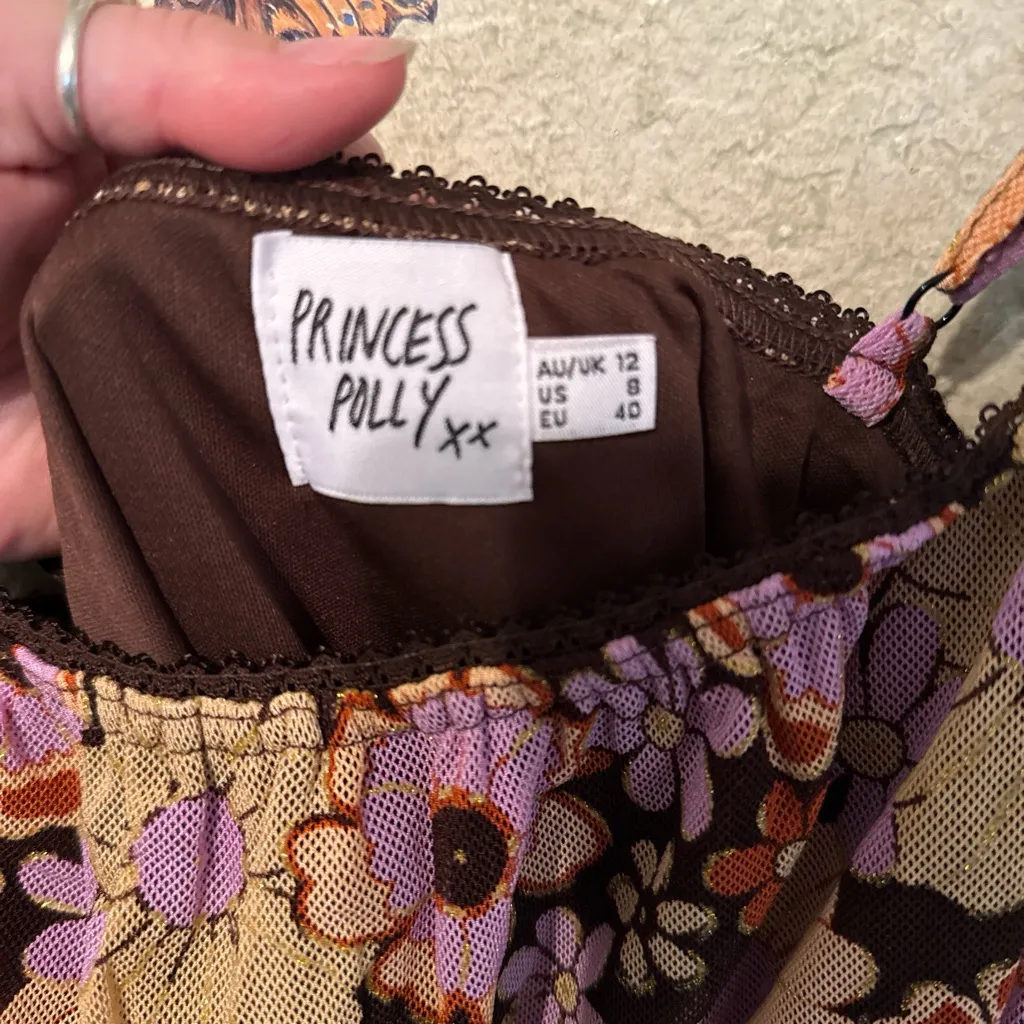 PRINCESS
POLLY xx
AU/UK 12
US 8
EU 40